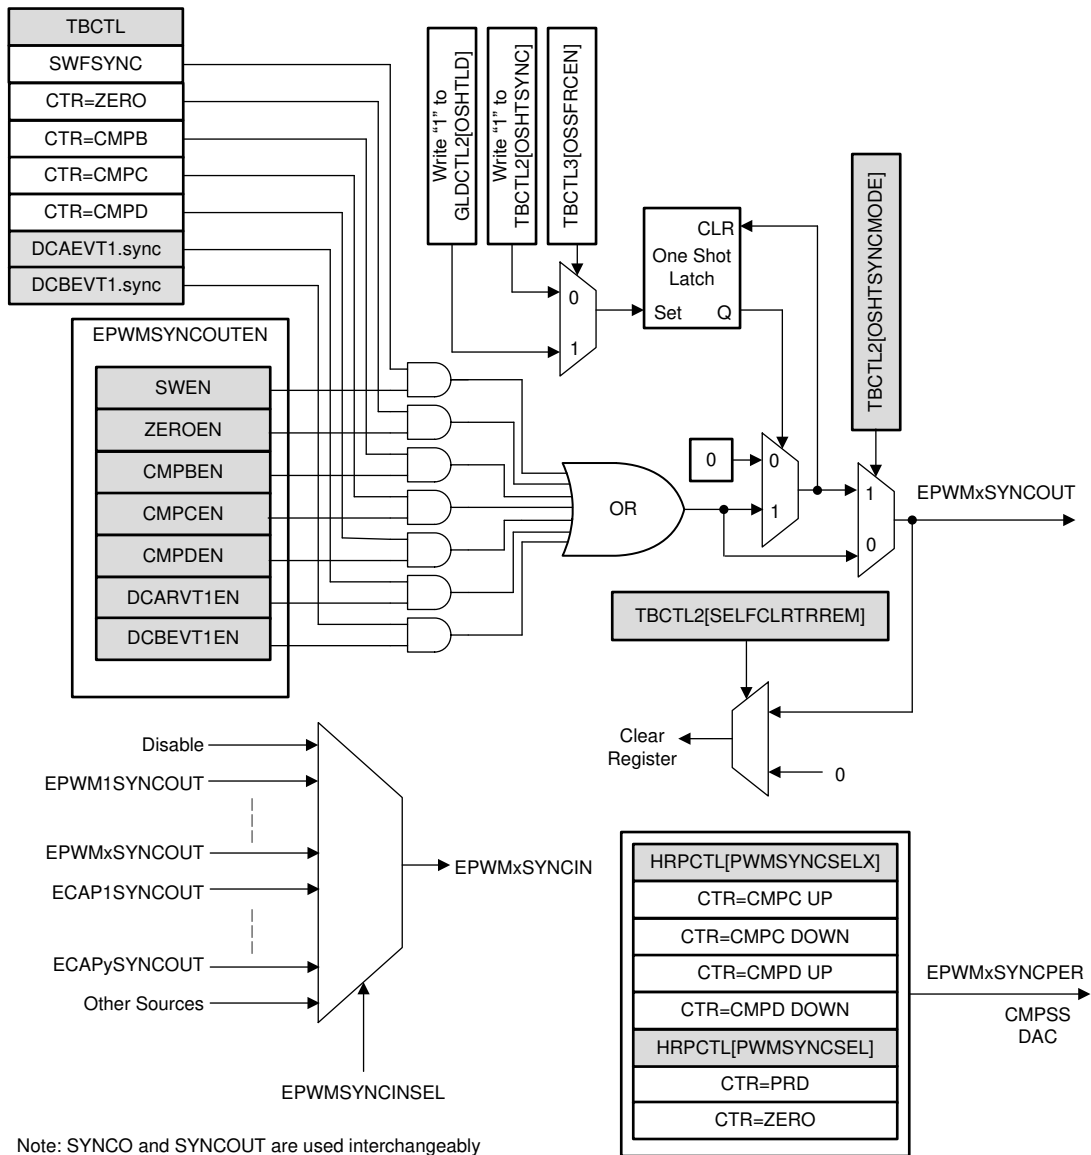 TBCTL
SWFSYNC
CTR=ZERO
CTR=CMPB
CTR=CMPC
CTR=CMPD
DCAEVT1.sync
DCBEVT1.sync
EPWMSYNCOUTEN
SWEN
ZEROEN
CMPBEN
CMPCEN
CMPDEN
DCARVT1EN
DCBEVT1EN
Write “1” to
GLDCTL2[OSHTLD]
Write “1” to
TBCTL2[OSHTSYNC]
TBCTL3[OSSFRCEN]
0
1
CLR
One Shot
Latch
Set Q
TBCTL2[OSHTSYNCMODE]
OR
0
0
1
1
0
EPWMxSYNCOUT
TBCTL2[SELFCLRTRREM]
Clear
Register
0
Disable
EPWM1SYNCOUT
EPWMxSYNCOUT
ECAP1SYNCOUT
ECAPySYNCOUT
Other Sources
EPWMxSYNCIN
EPWMSYNCINSEL
HRPCTL[PWMSYNCSELX]
CTR=CMPC UP
CTR=CMPC DOWN
CTR=CMPD UP
CTR=CMPD DOWN
HRPCTL[PWMSYNCSEL]
CTR=PRD
CTR=ZERO
EPWMxSYNCPER
CMPSS
DAC
Note: SYNCO and SYNCOUT are used interchangeably